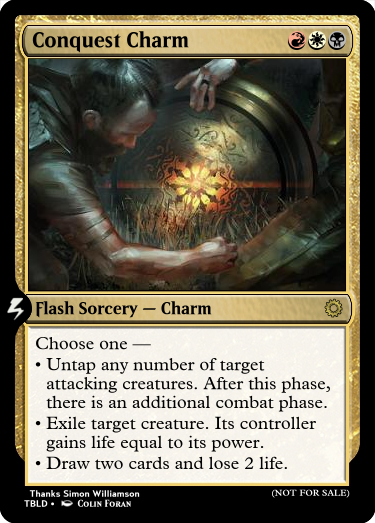 Conquest Charm
Flash Sorcery — Charm
Choose one —
• Untap any number of target
attacking creatures. After this phase,
there is an additional combat phase.
• Exile target creature. Its controller
gains life equal to its power.
• Draw two cards and lose 2 life.
Thanks Simon Williamson
(NOT FOR SALE)
TBLD • Colin Foran